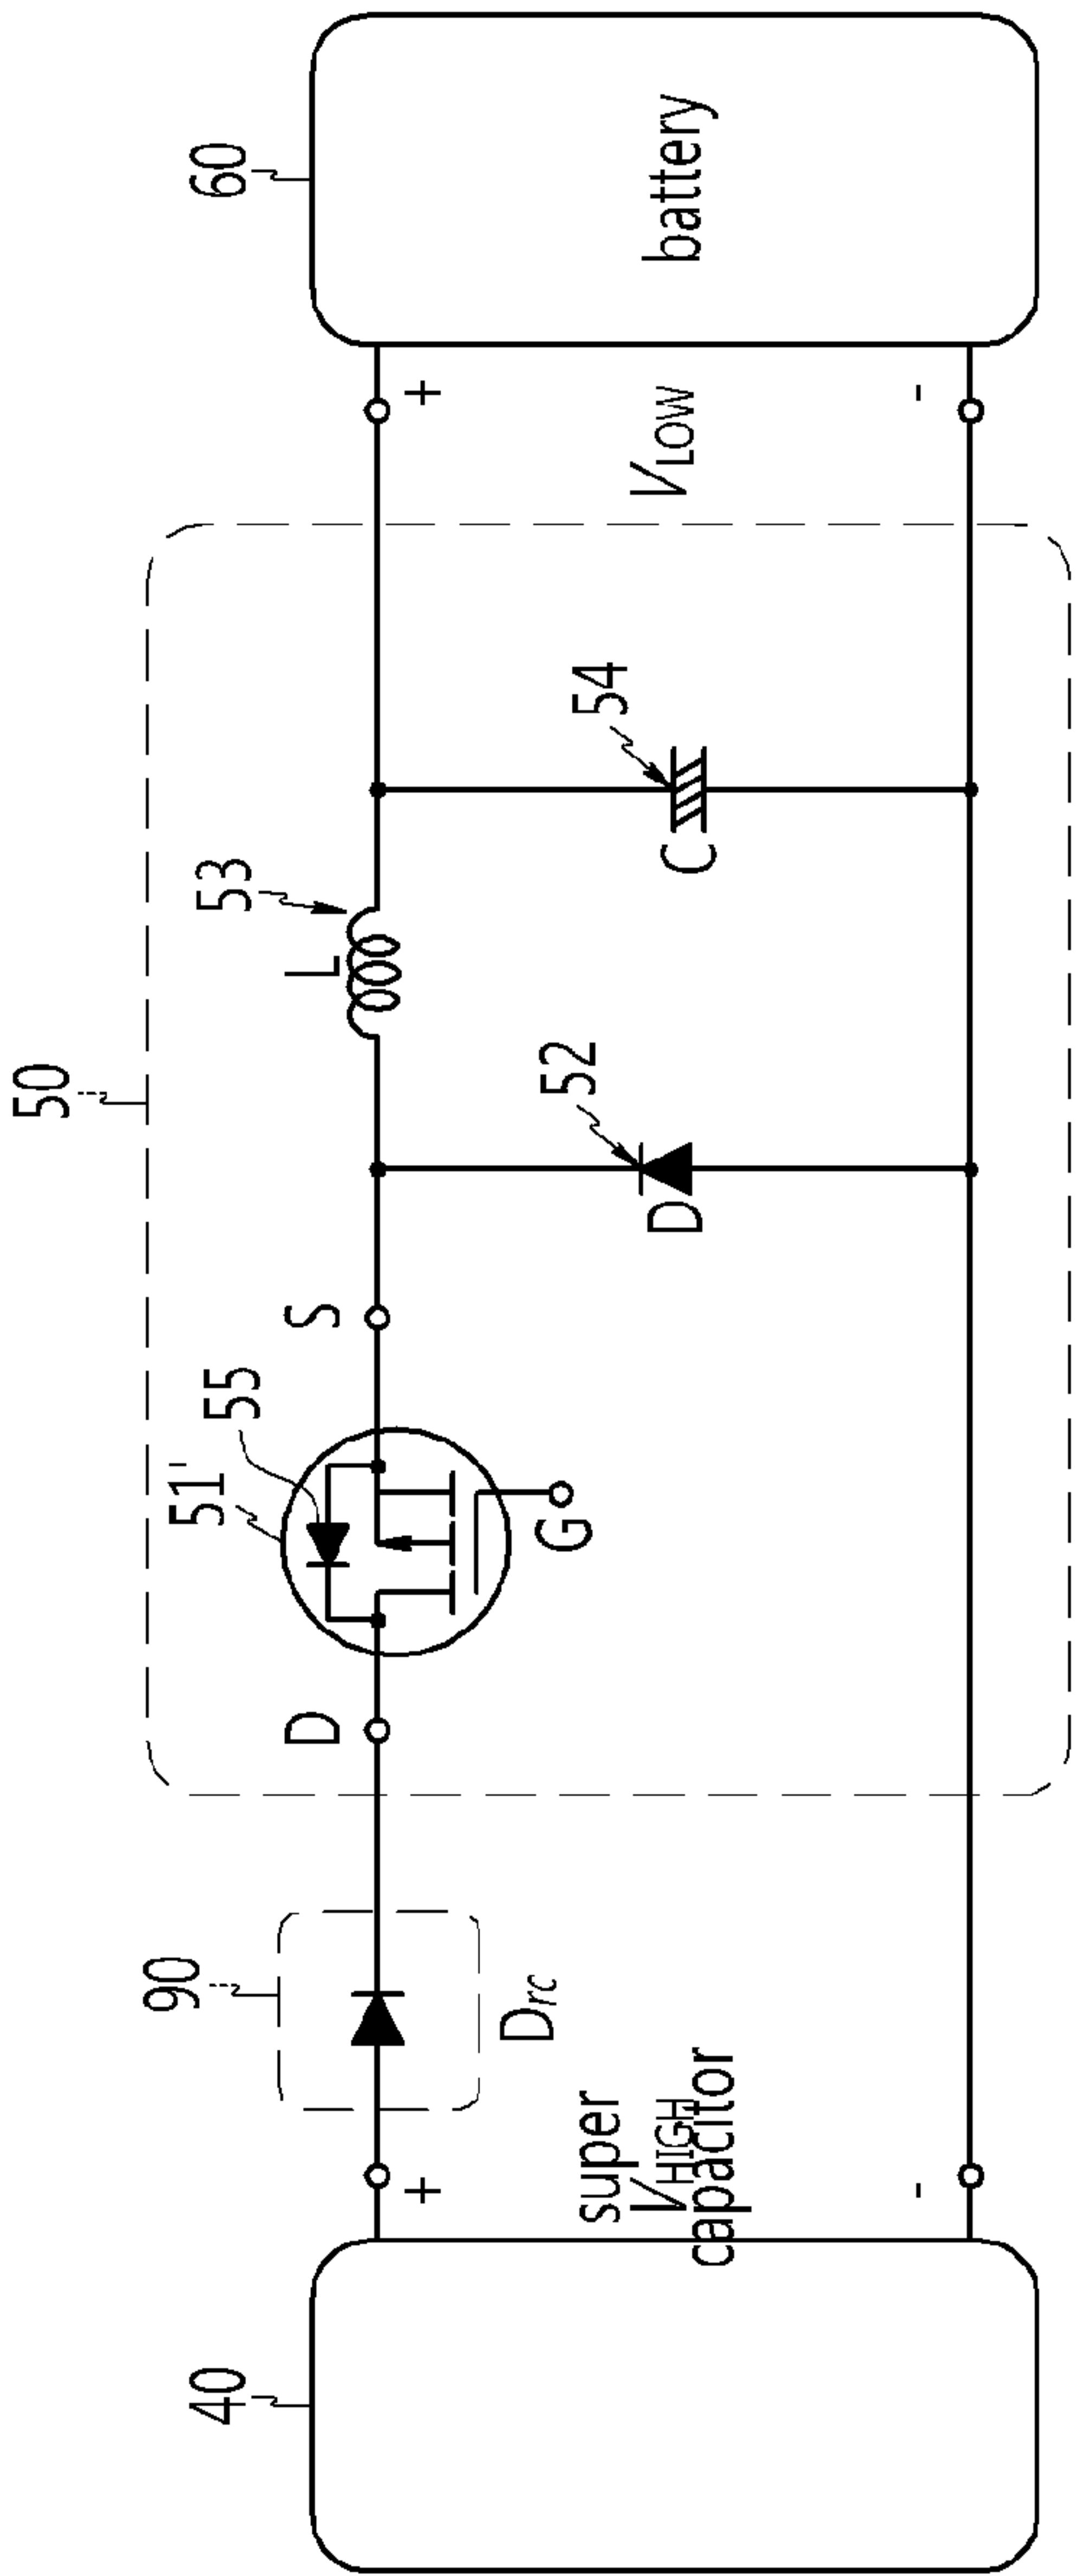 50
90
D
51'
55
S
L
53
60
40
+
Drc
G
52
D
54
C
+
super
VHIGH
capacitor
VLOW
battery
-
-